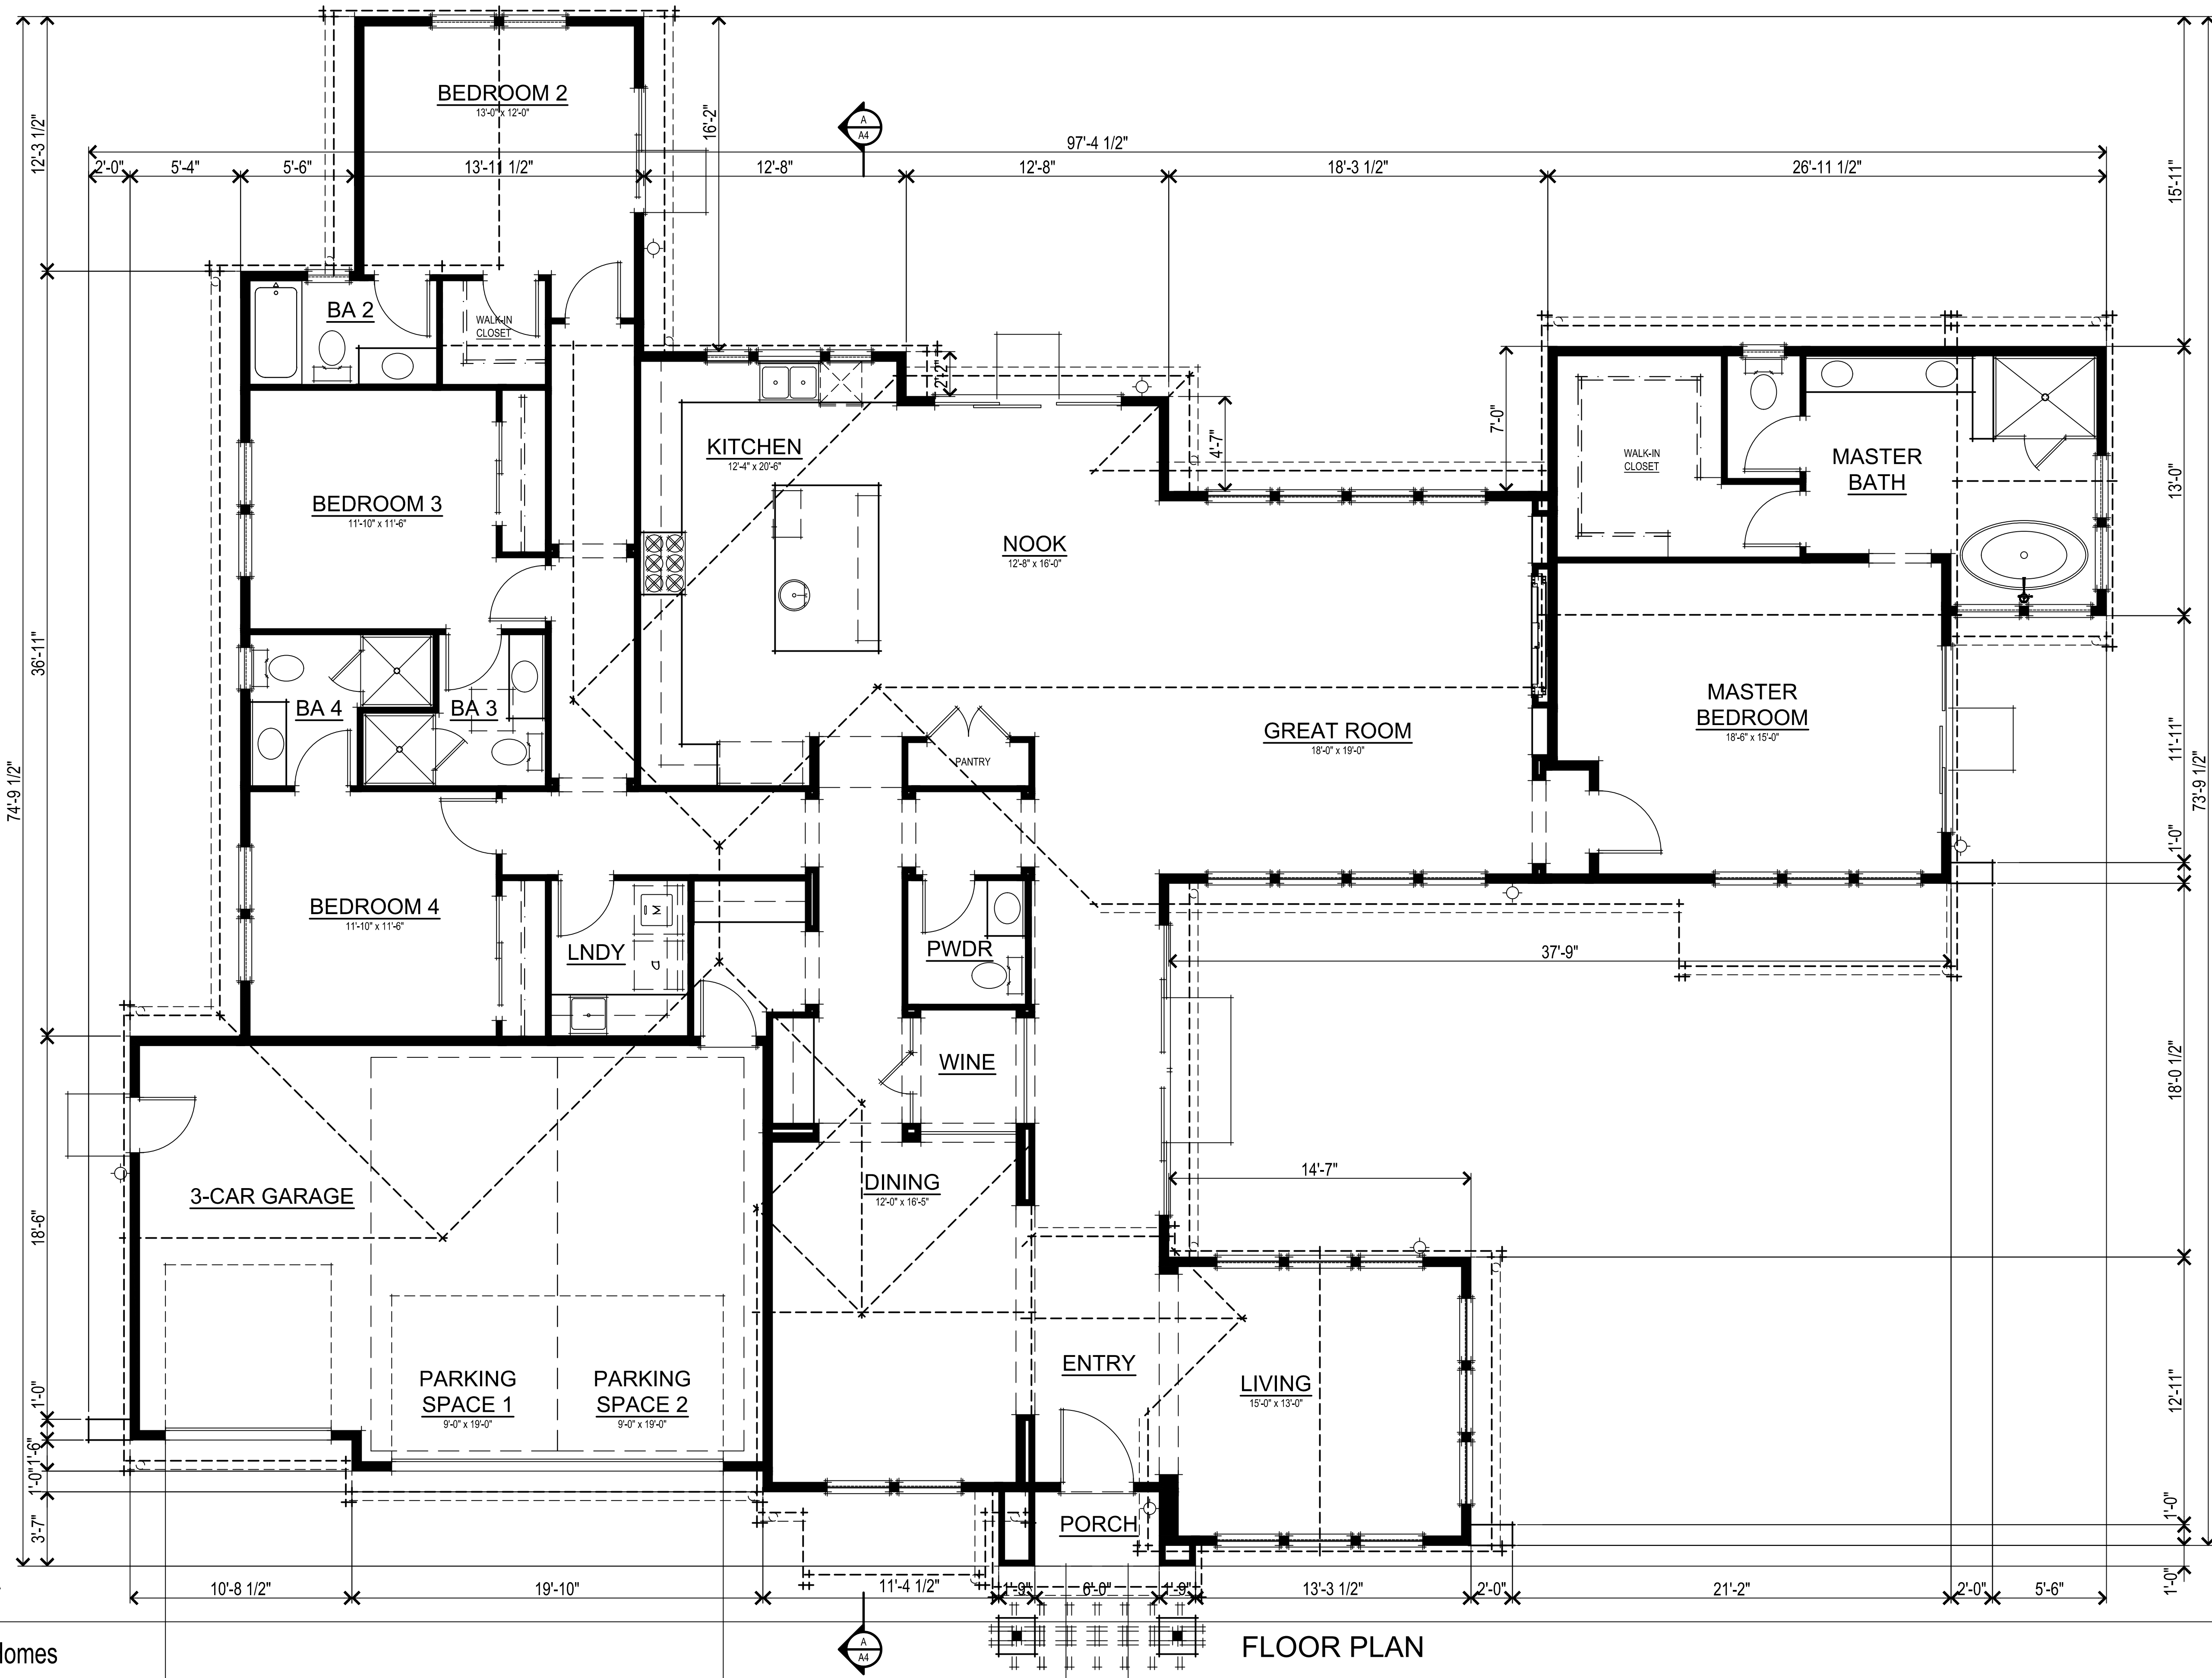 BEDROOM 2
13'-0" x 12'-0"
A
A4
97'-4 1/2"
2'-0"
5'-4"
5'-6"
13'-11 1/2"
12'-8"
12'-8"
18'-3 1/2"
26'-11 1/2"
12'-3 1/2"
16'-2"
15'-11"
BA 2
WALK-IN
CLOSET
2'-2"
4'-7"
7'-0"
KITCHEN
12'-4" x 20'-6"
WALK-IN
CLOSET
MASTER
BATH
13'-0"
BEDROOM 3
11'-10" x 11'-6"
NOOK
12'-8" x 16'-0"
36'-11"
74'-9 1/2"
BA 4
BA 3
GREAT ROOM
18'-0" x 19'-0"
MASTER
BEDROOM
18'-6" x 15'-0"
PANTRY
11'-11"
73'-9 1/2"
1'-0"
BEDROOM 4
11'-10" x 11'-6"
LNDY
PWDR
37'-9"
WINE
18'-0 1/2"
3-CAR GARAGE
DINING
12'-0" x 16'-5"
14'-7"
18'-6"
ENTRY
LIVING
15'-0" x 13'-0"
PARKING
SPACE 1
9'-0" x 19'-0"
PARKING
SPACE 2
9'-0" x 19'-0"
12'-11"
1'-0"
1'-6"
1'-0"
3'-7"
PORCH
1'-0"
1'-0"
10'-8 1/2"
19'-10"
11'-4 1/2"
1'-9"
6'-0"
1'-9"
13'-3 1/2"
2'-0"
21'-2"
2'-0"
5'-6"
A
A4
FLOOR PLAN
Homes